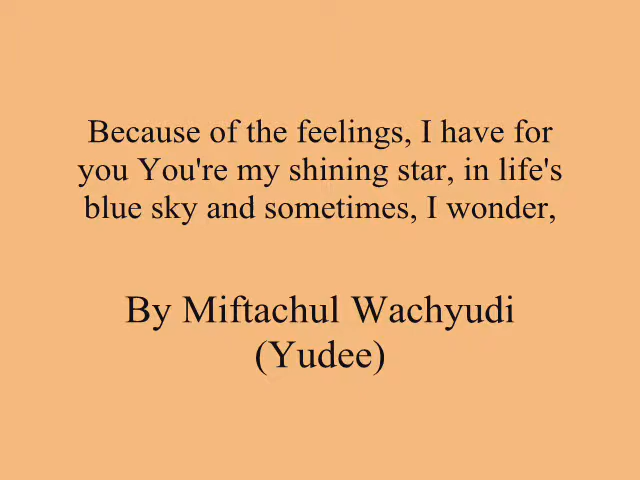 Because of the feelings, I have for
you You're my shining star, in life's
blue sky and sometimes, I wonder,
By Miftachul Wachyudi
(Yudee)